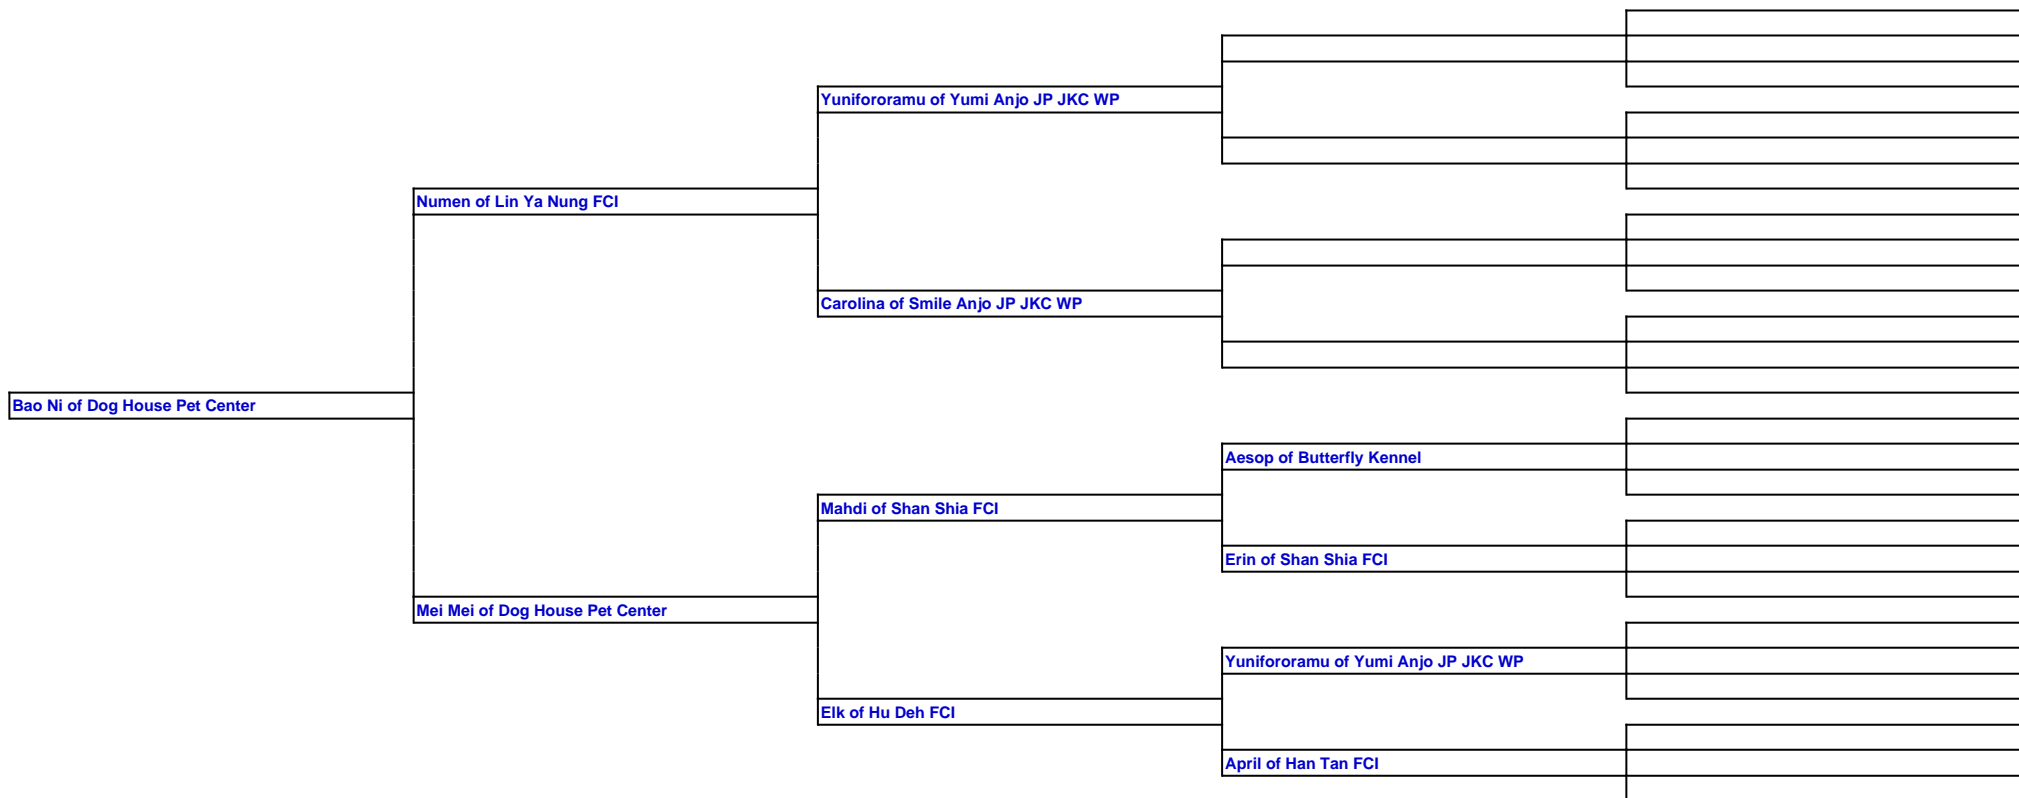 Yunifororamu of Yumi Anjo JP JKC WP
Numen of Lin Ya Nung FCI
Carolina of Smile Anjo JP JKC WP
Bao Ni of Dog House Pet Center
Aesop of Butterfly Kennel
Mahdi of Shan Shia FCI
Erin of Shan Shia FCI
Mei Mei of Dog House Pet Center
Yunifororamu of Yumi Anjo JP JKC WP
Elk of Hu Deh FCI
April of Han Tan FCI